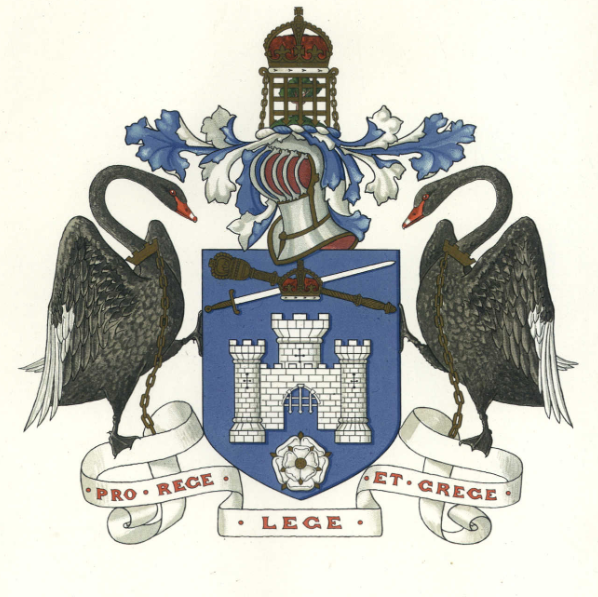 · PRO · REGE ·
· LEGE ·
· ET · GREGE ·